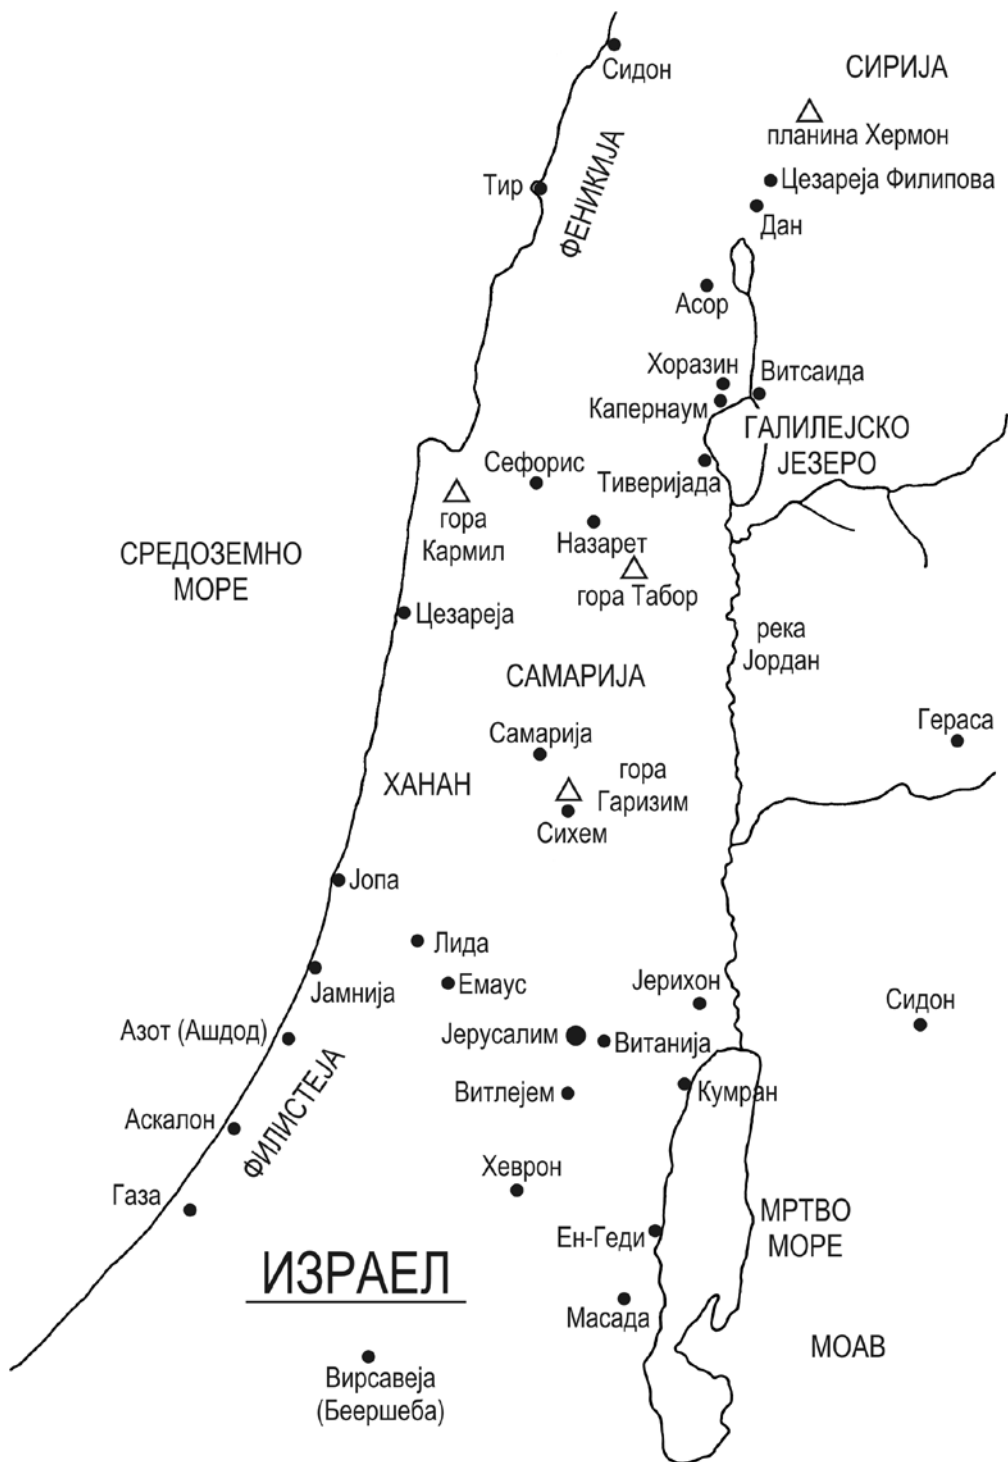 Сидон
СИРИЈА
планина Хермон
ФЕНИКИЈА
Тир
Цезареја Филипова
Дан
Асор
Хоразин
Витсаида
Капернаум
ГАЛИЛЕЈСКО
ЈЕЗЕРО
Сефорис
Тиверијада
гора
Кармил
Назарет
СРЕДОЗЕМНО
МОРЕ
гора Табор
Цезареја
река
Јордан
САМАРИЈА
Гераса
Самарија
гора
Гаризим
ХАНАН
Сихем
Јопа
Лида
Емаус
Јамнија
Јерихон
Сидон
Азот (Ашдод)
Јерусалим
Витанија
Витлејем
Кумран
ФИЛИСТЕЈА
Аскалон
Хеврон
Газа
МРТВО
МОРЕ
Ен-Геди
ИЗРАЕЛ
Масада
МОАВ
Вирсавеја
(Беершеба)